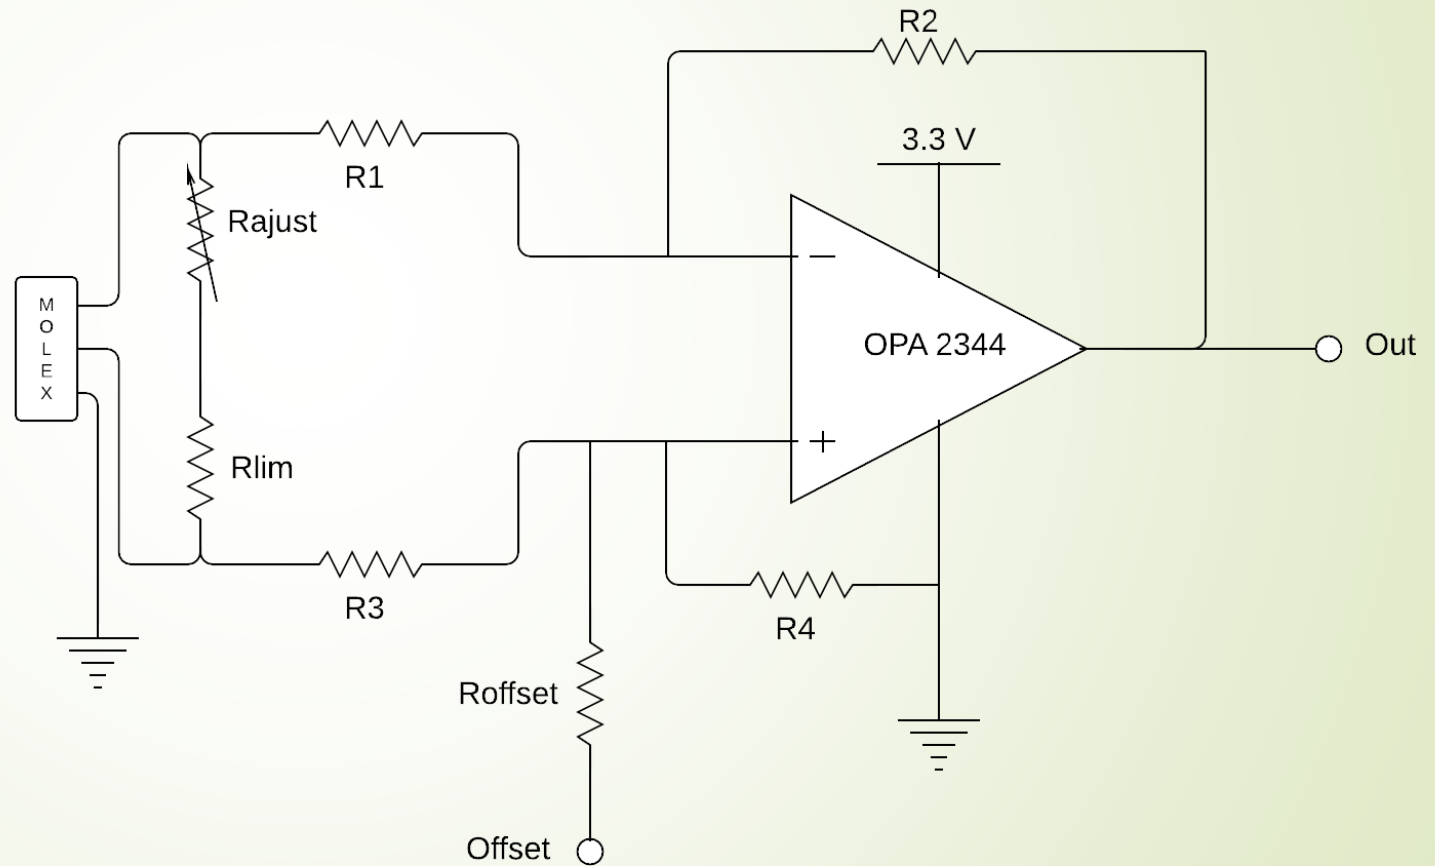 R2
3.3 V
R1
Rajust
M
O
L
E
X
OPA 2344
Out
Rlim
R3
R4
Roffset
Offset